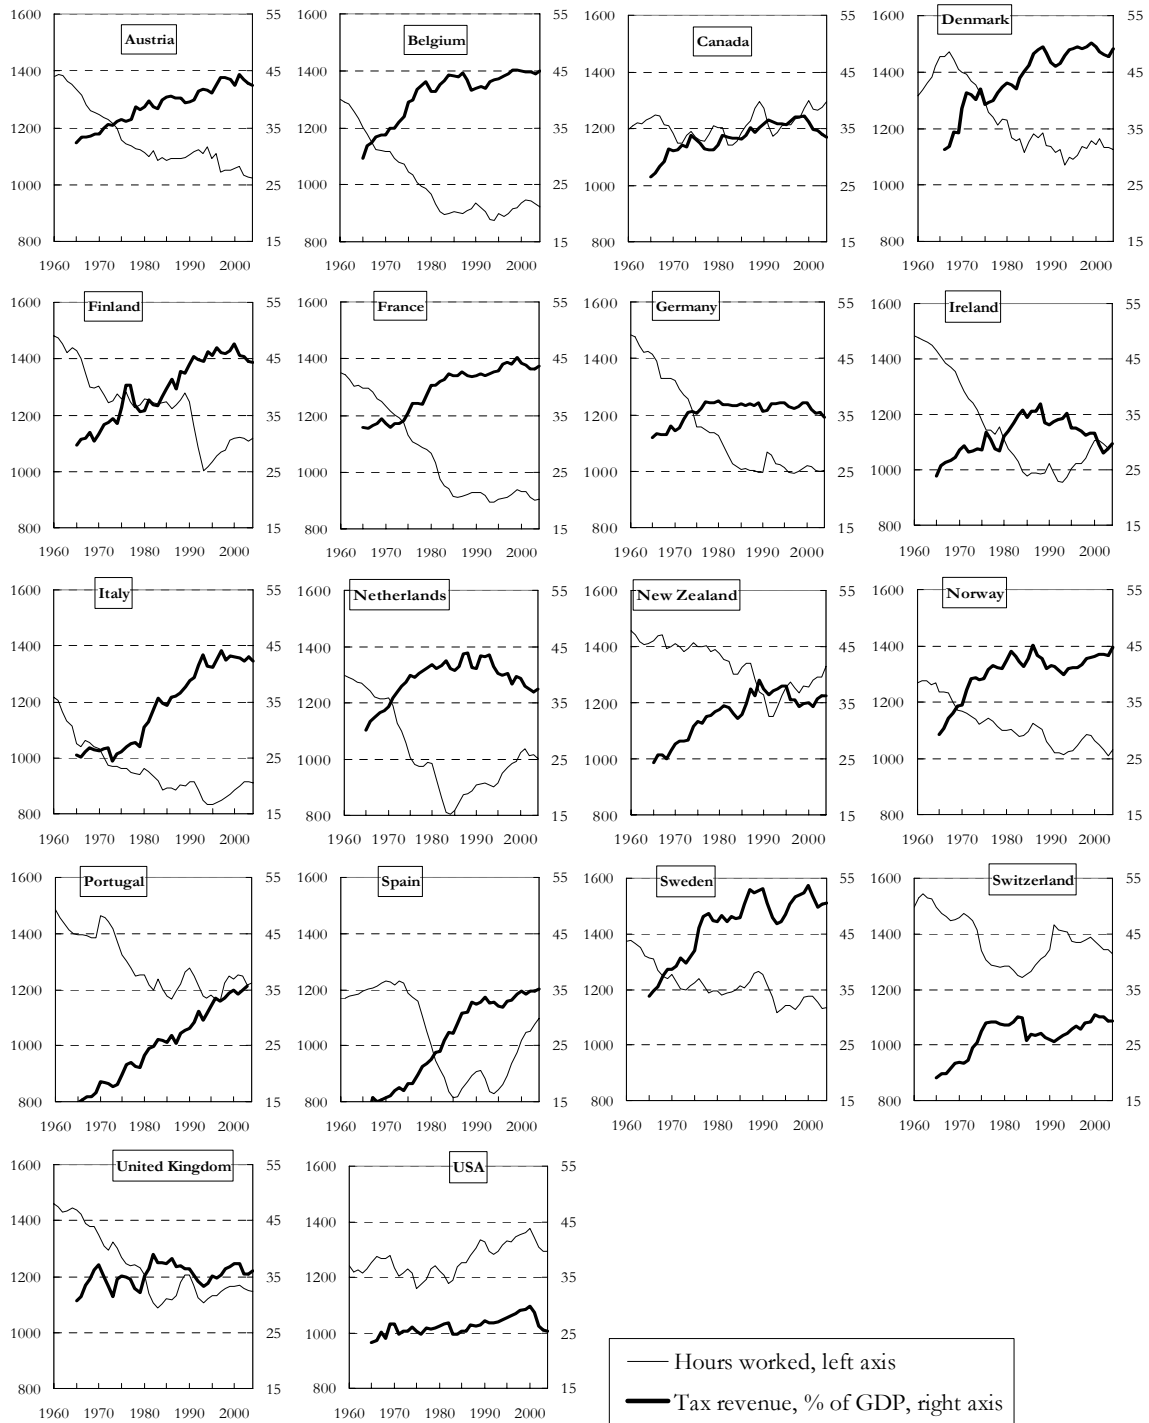 Austria
Belgium
Canada
Denmark
1600 55 1600 55 1600 55 1600 55
1400 45 1400 45 1400 45 1400 45
1200 35 1200 35 1200 35 1200 35
1000 25 1000 25 1000 25 1000 25
800 15 800 15 800 15 800 15
1960 1970 1980 1990 2000 1960 1970 1980 1990 2000 1960 1970 1980 1990 2000 1960 1970 1980 1990 2000
Finland
France
Germany
Ireland
1600 55 1600 55 1600 55 1600 55
1400 45 1400 45 1400 45 1400 45
1200 35 1200 35 1200 35 1200 35
1000 25 1000 25 1000 25 1000 25
800 15 800 15 800 15 800 15
1960 1970 1980 1990 2000 1960 1970 1980 1990 2000 1960 1970 1980 1990 2000 1960 1970 1980 1990 2000
Italy
Netherlands
New Zealand
Norway
1600 55 1600 55 1600 55 1600 55
1400 45 1400 45 1400 45 1400 45
1200 35 1200 35 1200 35 1200 35
1000 25 1000 25 1000 25 1000 25
800 15 800 15 800 15 800 15
1960 1970 1980 1990 2000 1960 1970 1980 1990 2000 1960 1970 1980 1990 2000 1960 1970 1980 1990 2000
Portugal
Spain
Sweden
Switzerland
1600 55 1600 55 1600 55 1600 55
1400 45 1400 45 1400 45 1400 45
1200 35 1200 35 1200 35 1200 35
1000 25 1000 25 1000 25 1000 25
800 15 800 15 800 15 800 15
1960 1970 1980 1990 2000 1960 1970 1980 1990 2000 1960 1970 1980 1990 2000 1960 1970 1980 1990 2000
United Kingdom
USA
1600 55 1600 55
1400 45 1400 45
1200 35 1200 35
1000 25 1000 25
800 15 800 15
1960 1970 1980 1990 2000 1960 1970 1980 1990 2000
Hours worked, left axis
Tax revenue, % of GDP, right axis